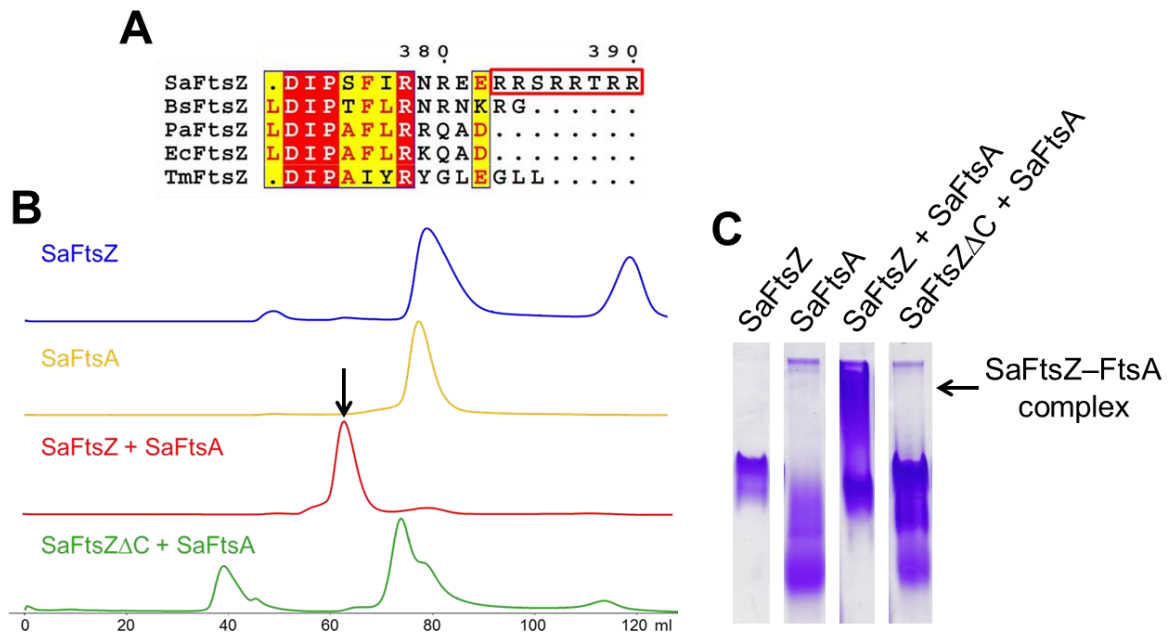 A
380 390
SaFtsZ .DIPSFIRNREERRSRRTRR
BsFtsZ LDIPTFLRNRNKRG......
PaFtsZ LDIPAFLRRQAD........
EcFtsZ LDIPAFLRKQAD........
TmFtsZ .DIPAIYRYGLEGLL.....
B
SaFtsZ
SaFtsA
SaFtsZ + SaFtsA
SaFtsZΔC + SaFtsA
0 20 40 60 80 100 120 ml
C
SaFtsZ
SaFtsA
SaFtsZ + SaFtsA
SaFtsZΔC + SaFtsA
SaFtsZ–FtsA
complex